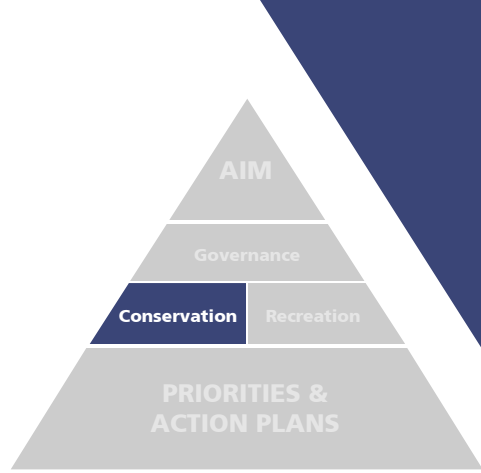 AIM
Governance
Conservation Recreation
PRIORITIES &
ACTION PLANS